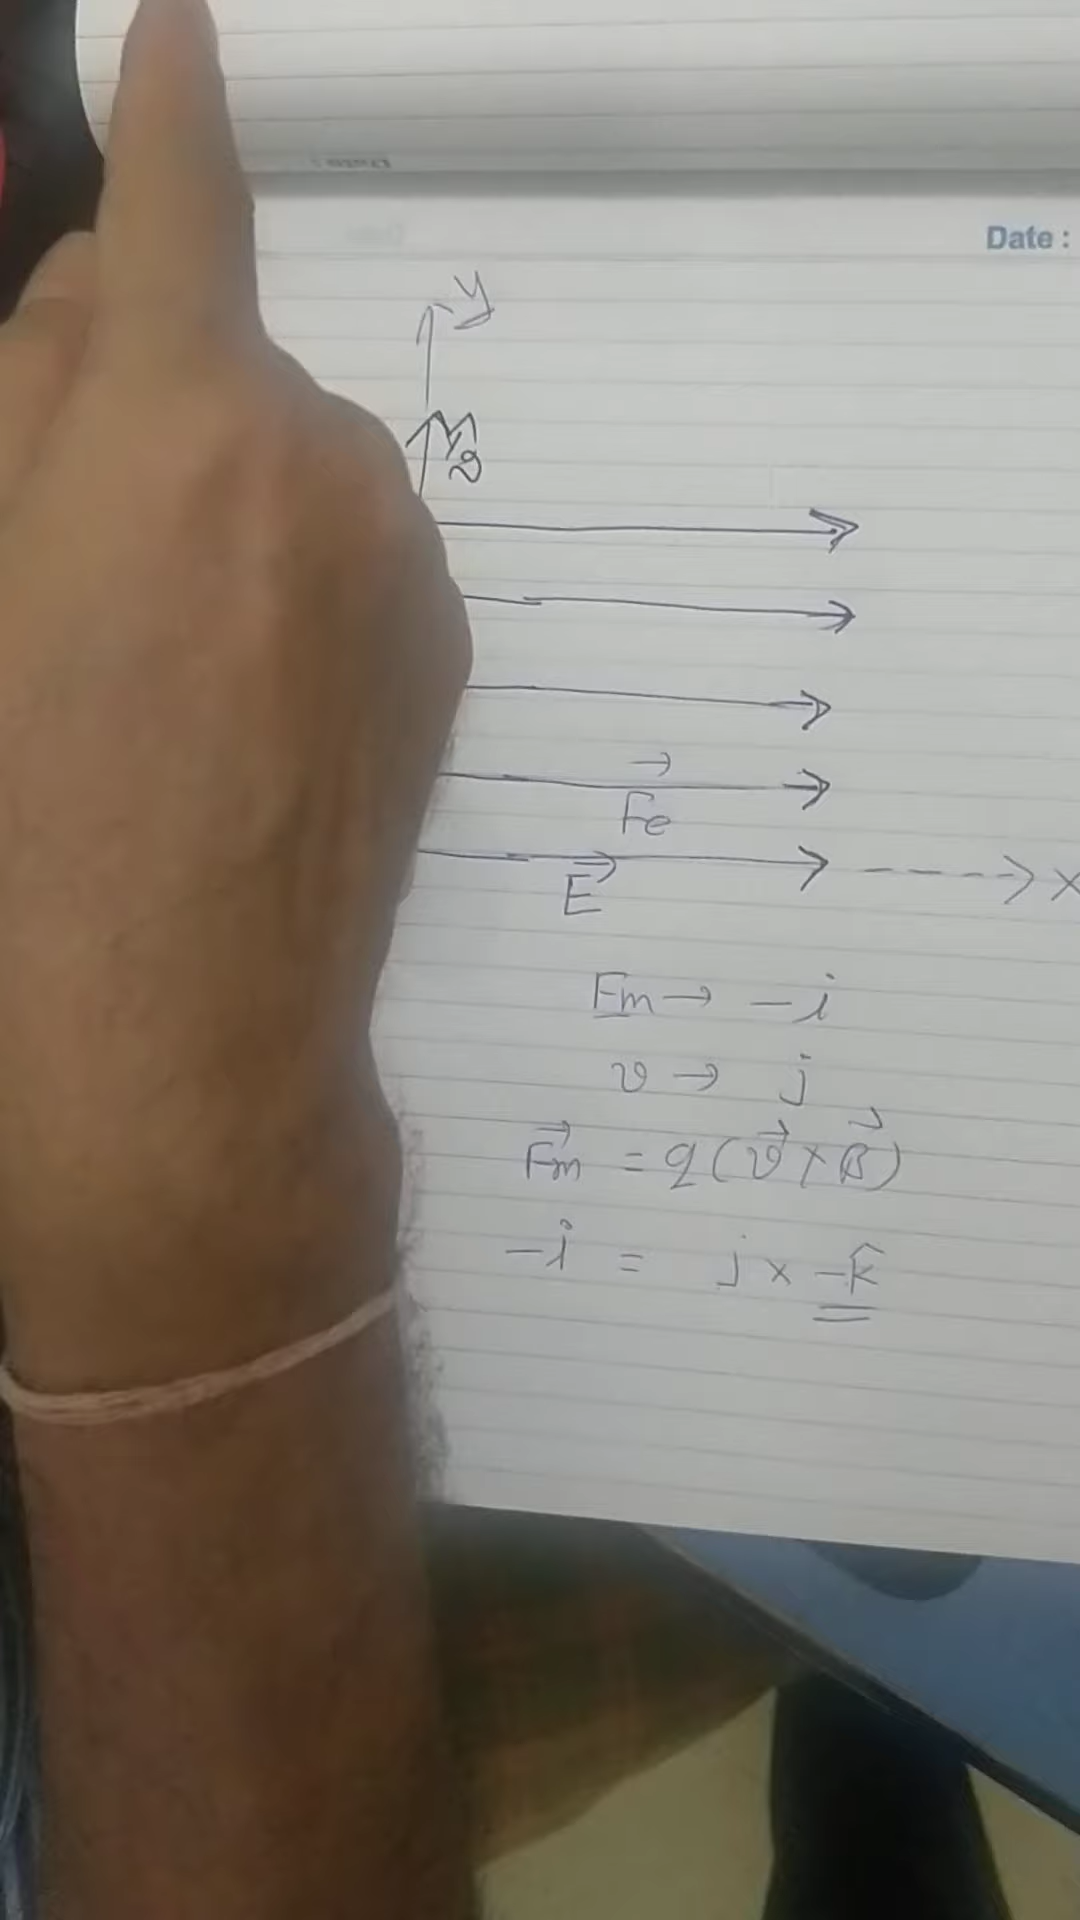 Date :
y
→
Fe
E
x
Fm → -i
v → j
Fm = q(v × B)
-i = j × -k̂